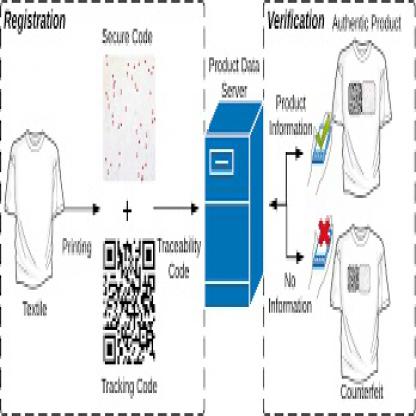 Registration
Secure Code
Textile
Printing
+
Tracking Code
Traceability
Code
Product Data
Server
Verification
Authentic Product
Product
Information
No
Information
Counterfeit